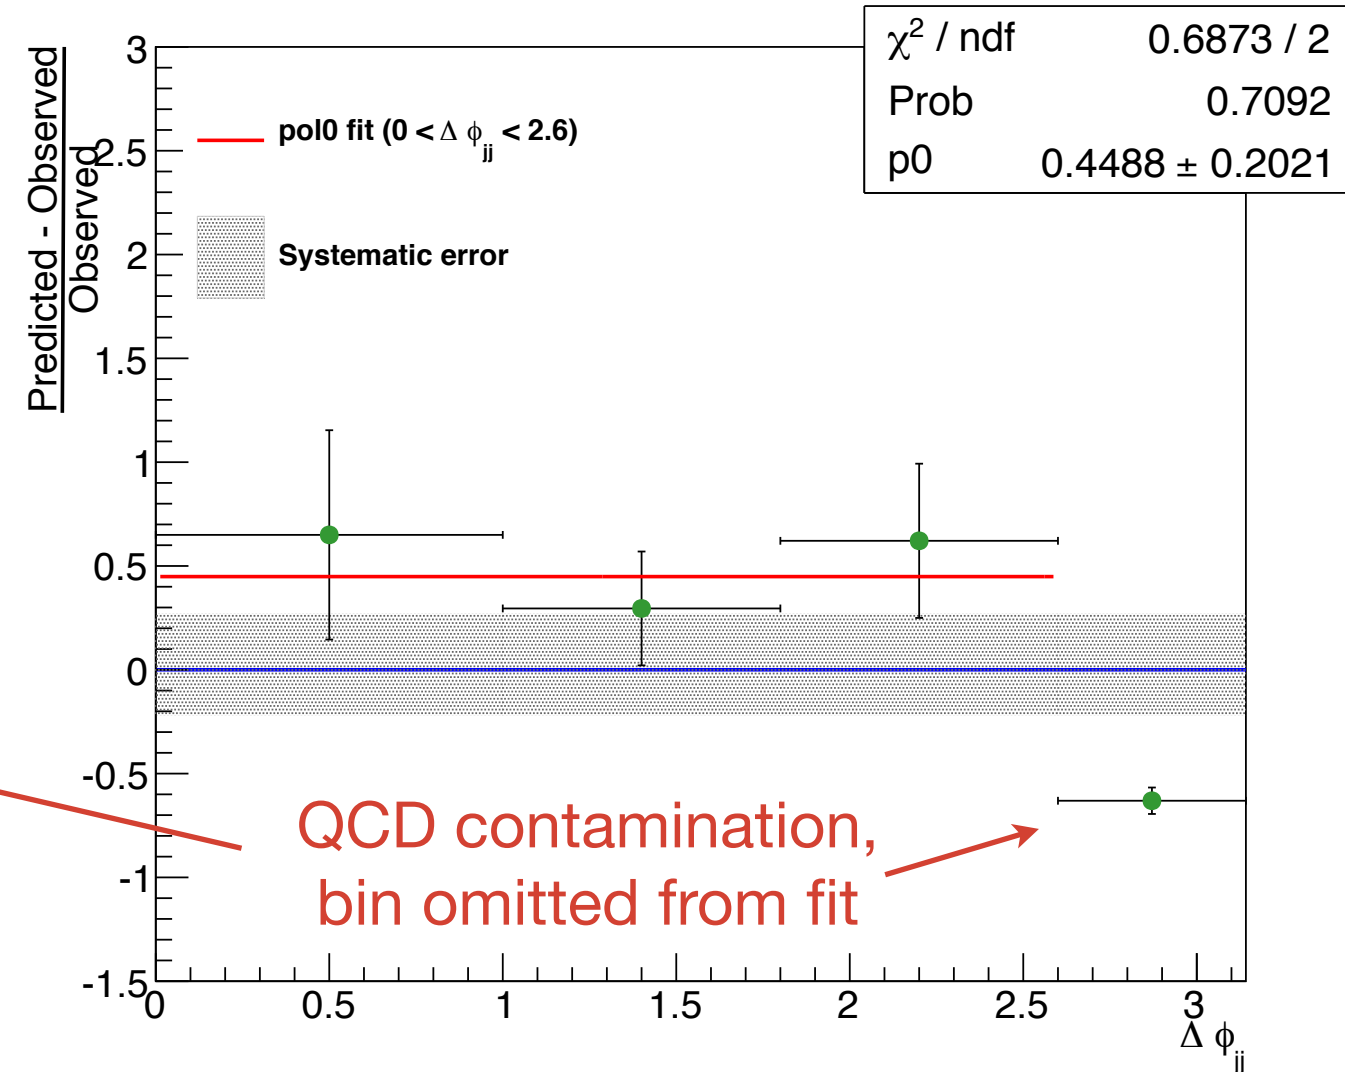 χ² / ndf 0.6873 / 2
Prob 0.7092
p0 0.4488 ± 0.2021
Predicted - Observed
Observed
pol0 fit (0 < Δ ϕjj < 2.6)
Systematic error
3
2.5
2
1.5
1
0.5
0
-0.5
-1
-1.5
QCD contamination,
bin omitted from fit
0 0.5 1 1.5 2 2.5 3
Δ ϕjj